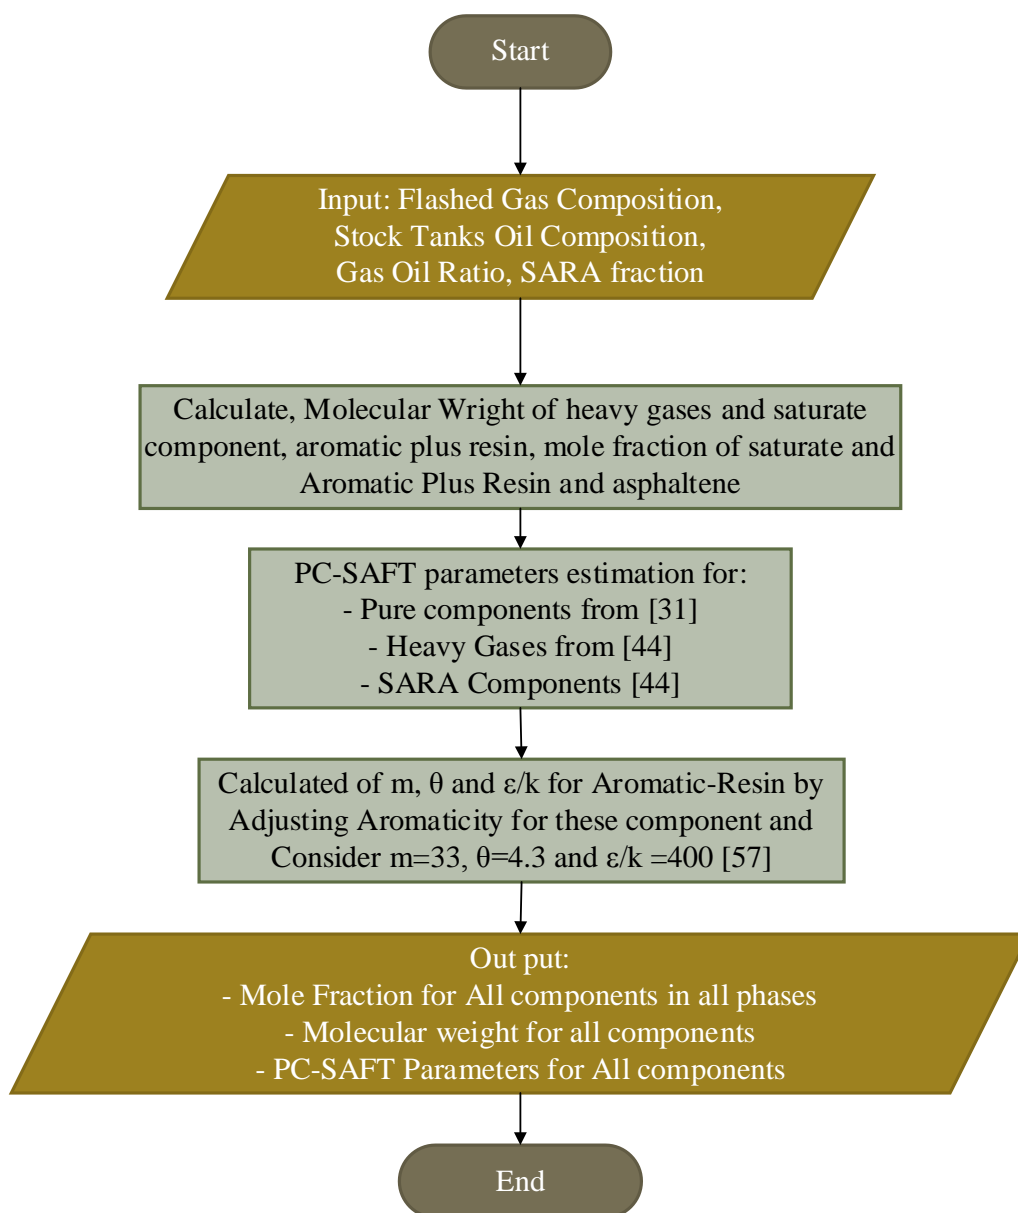 Start
Input: Flashed Gas Composition,
Stock Tanks Oil Composition,
Gas Oil Ratio, SARA fraction
Calculate, Molecular Wright of heavy gases and saturate
component, aromatic plus resin, mole fraction of saturate and
Aromatic Plus Resin and asphaltene
PC-SAFT parameters estimation for:
- Pure components from [31]
- Heavy Gases from [44]
- SARA Components [44]
Calculated of m, θ and ε/k for Aromatic-Resin by
Adjusting Aromaticity for these component and
Consider m=33, θ=4.3 and ε/k =400 [57]
Out put:
- Mole Fraction for All components in all phases
- Molecular weight for all components
- PC-SAFT Parameters for All components
End